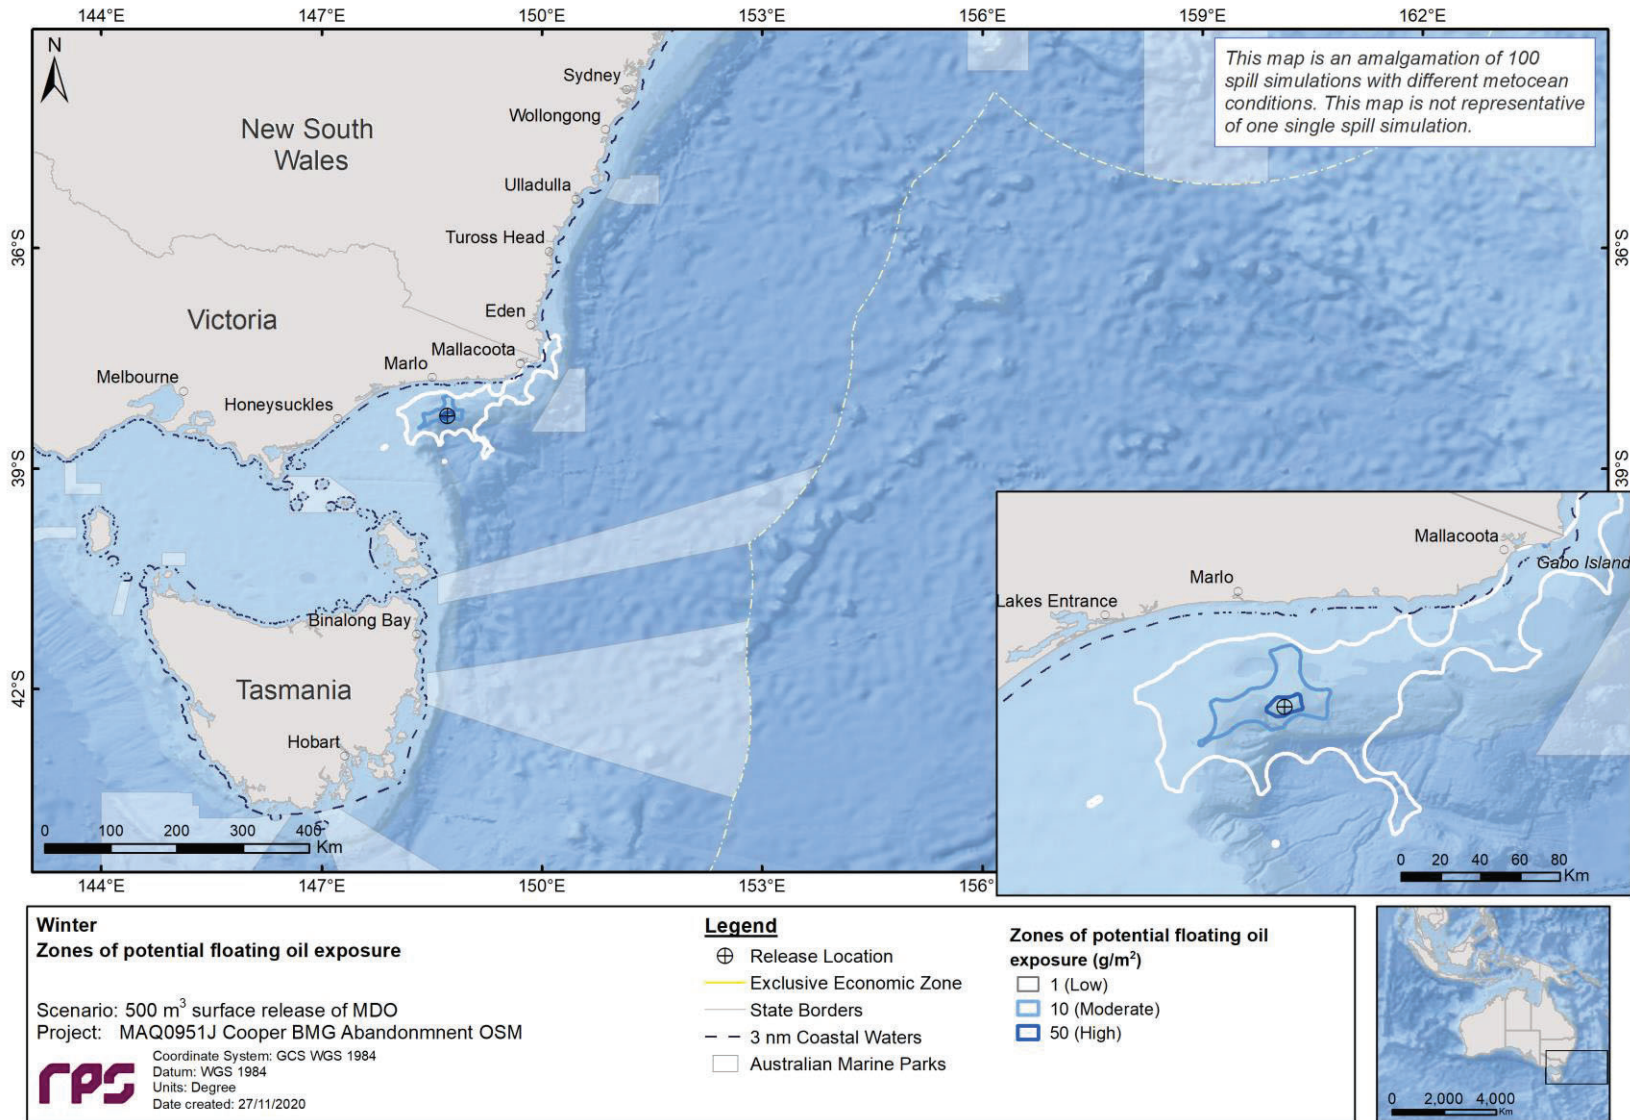 144°E 147°E 150°E 153°E 156°E 159°E 162°E
N
This map is an amalgamation of 100
spill simulations with different metocean
conditions. This map is not representative
of one single spill simulation.
Sydney
Wollongong
New South
Wales
Ulladulla
Tuross Head
36°S 36°S
Eden
Victoria
Mallacoota
Marlo
Melbourne
Honeysuckles
39°S 39°S
Mallacoota
Gabo Island
Marlo
Lakes Entrance
Binalong Bay
Tasmania
42°S
Hobart
0 100 200 300 400
Km
0 20 40 60 80
Km
144°E 147°E 150°E 153°E 156°
Winter
Zones of potential floating oil exposure
Scenario: 500 m³ surface release of MDO
Project: MAQ0951J Cooper BMG Abandonmnent OSM
rps
Coordinate System: GCS WGS 1984
Datum: WGS 1984
Units: Degree
Date created: 27/11/2020
Legend
Release Location
Exclusive Economic Zone
State Borders
3 nm Coastal Waters
Australian Marine Parks
Zones of potential floating oil
exposure (g/m²)
1 (Low)
10 (Moderate)
50 (High)
0 2,000 4,000
Km